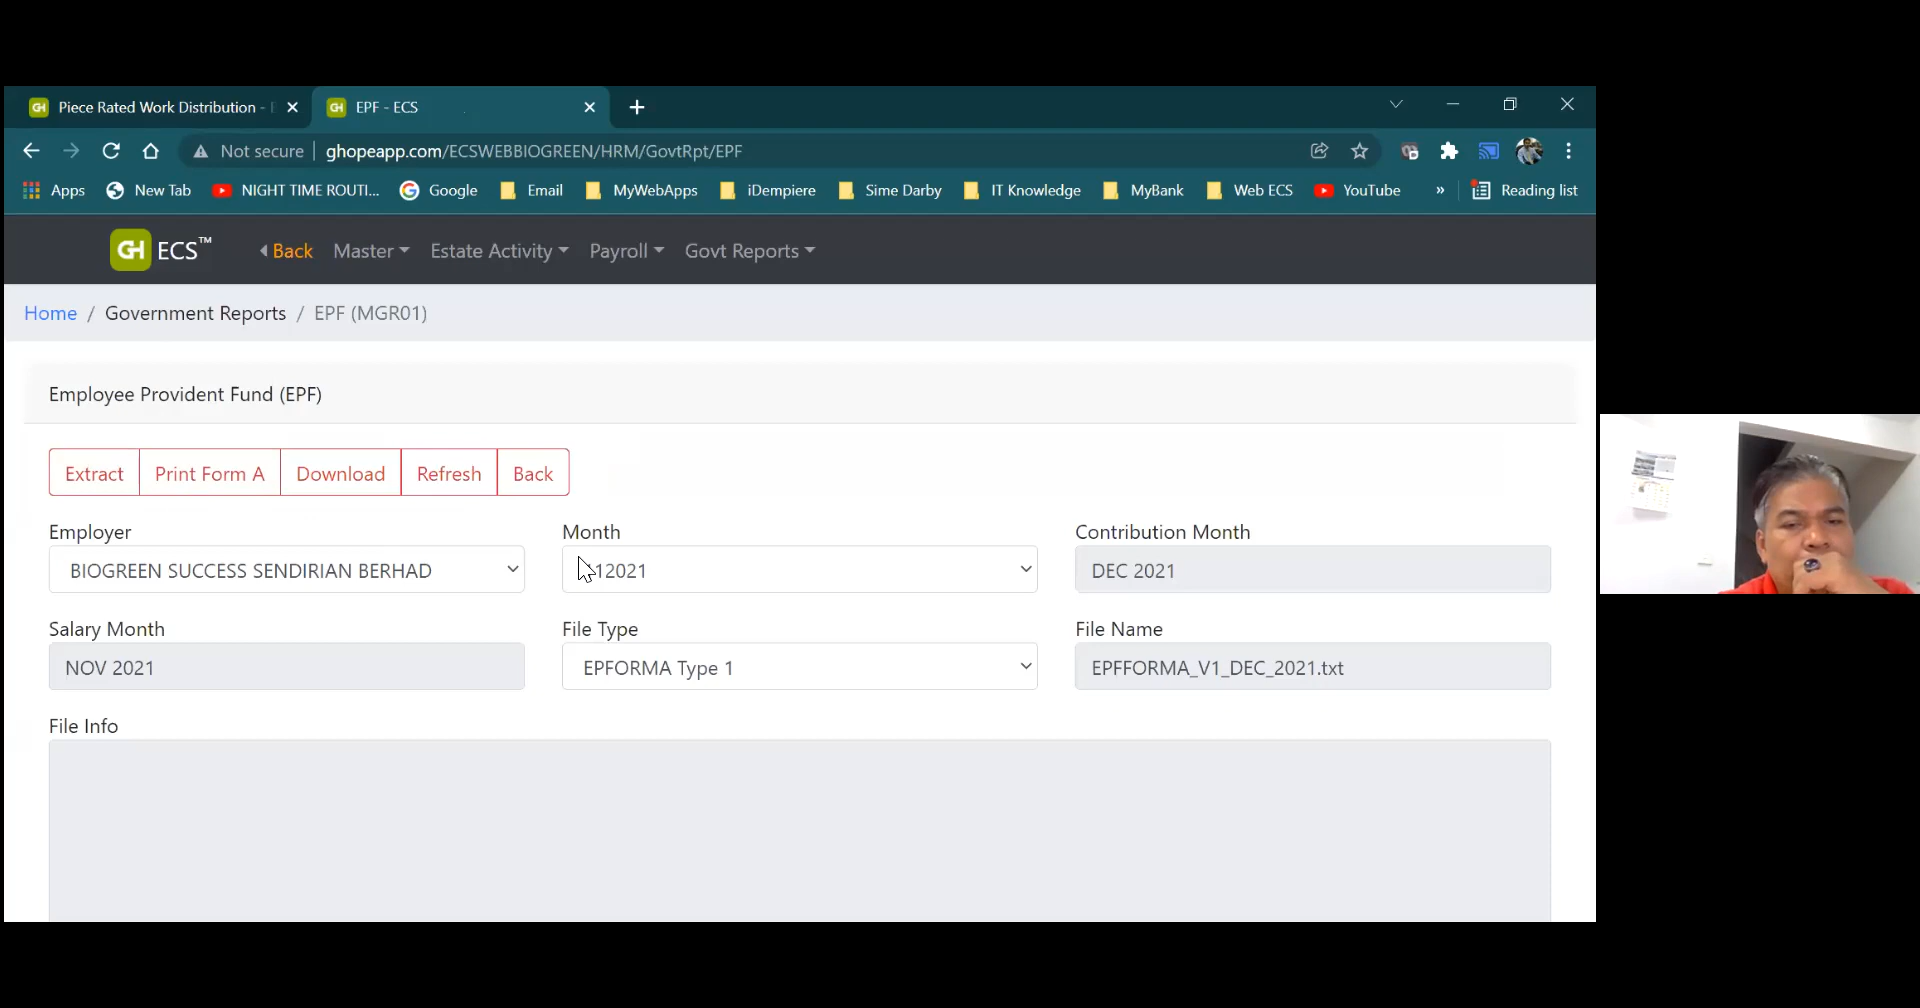 Piece Rated Work Distribution -
EPF - ECS
Not secure
ghopeapp.com/ECSWEBBIOGREEN/HRM/GovtRpt/EPF
Apps
New Tab
NIGHT TIME ROUTI...
Google
Email
MyWebApps
iDempiere
Sime Darby
IT Knowledge
MyBank
Web ECS
YouTube
»
Reading list
GH ECS™
Back
Master
Estate Activity
Payroll
Govt Reports
Home / Government Reports / EPF (MGR01)
Employee Provident Fund (EPF)
Extract
Print Form A
Download
Refresh
Back
Employer
Month
Contribution Month
BIOGREEN SUCCESS SENDIRIAN BERHAD
12021
DEC 2021
Salary Month
File Type
File Name
NOV 2021
EPFORMA Type 1
EPFFORMA_V1_DEC_2021.txt
File Info